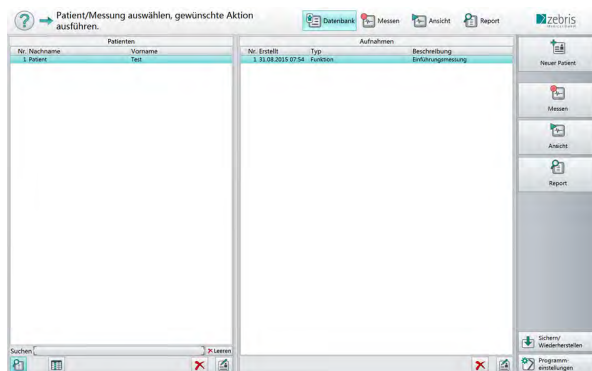 Patient/Messung auswählen, gewünschte Aktion
ausführen.
Datenbank Messen Ansicht Report
zebris
Patienten
Nr. Nachname Vorname
1 Patient Test
Aufnahmen
Nr. Erstellt Typ Beschreibung
1 31.08.2015 07:54 Funktion Einführungsmessung
Neuer Patient
Messen
Ansicht
Report
Suchen Leeren
Sichern/
Wiederherstellen
Programm-
einstellungen